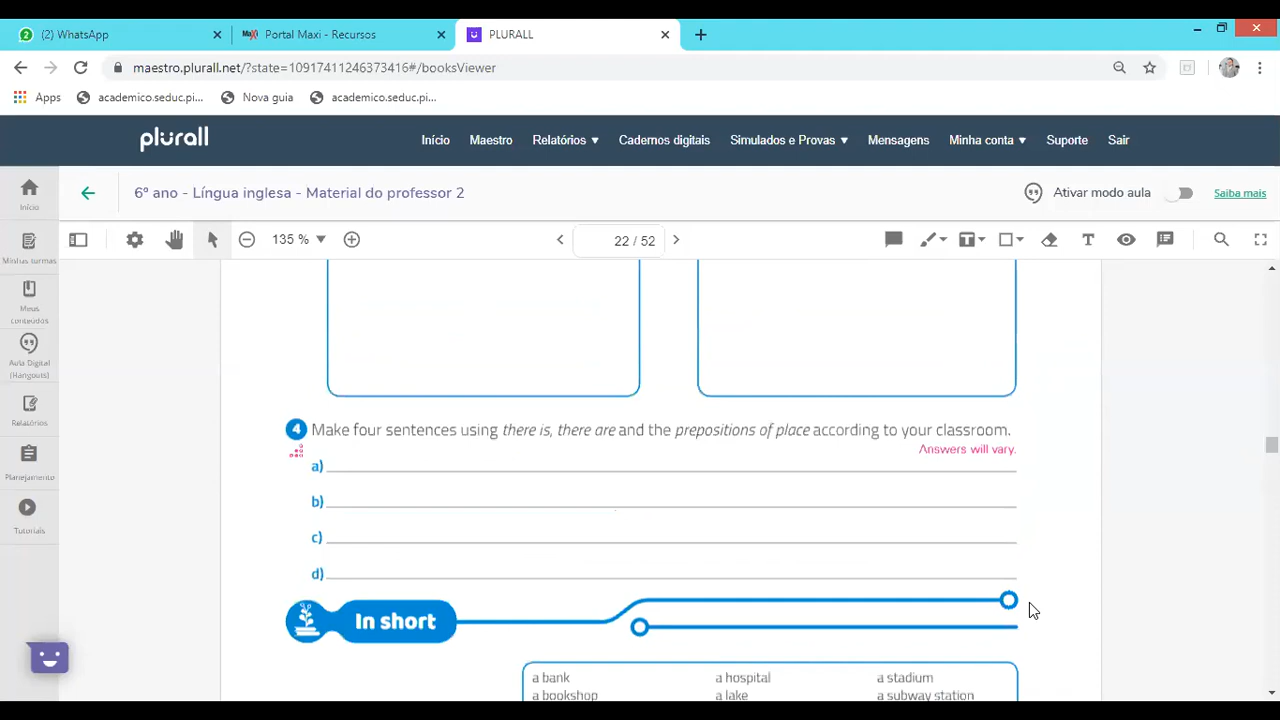 (2) WhatsApp
Portal Maxi - Recursos
PLURALL
maestro.plurall.net/?state=10917411246373416#/booksViewer
Apps academico.seduc.pi... Nova guia academico.seduc.pi...
plurall Início Maestro Relatórios Cadernos digitais Simulados e Provas Mensagens Minha conta Suporte Sair
Início
6º ano - Língua inglesa - Material do professor 2
Ativar modo aula Saiba mais
Minhas turmas
135 % 22 / 52
Meus conteúdos
Aula Digital (Hangouts)
Relatórios
Planejamento
Tutoriais
4 Make four sentences using there is, there are and the prepositions of place according to your classroom.
Answers will vary.
a)
b)
c)
d)
In short
a bank a hospital a stadium
a bookshop a lake a subway station